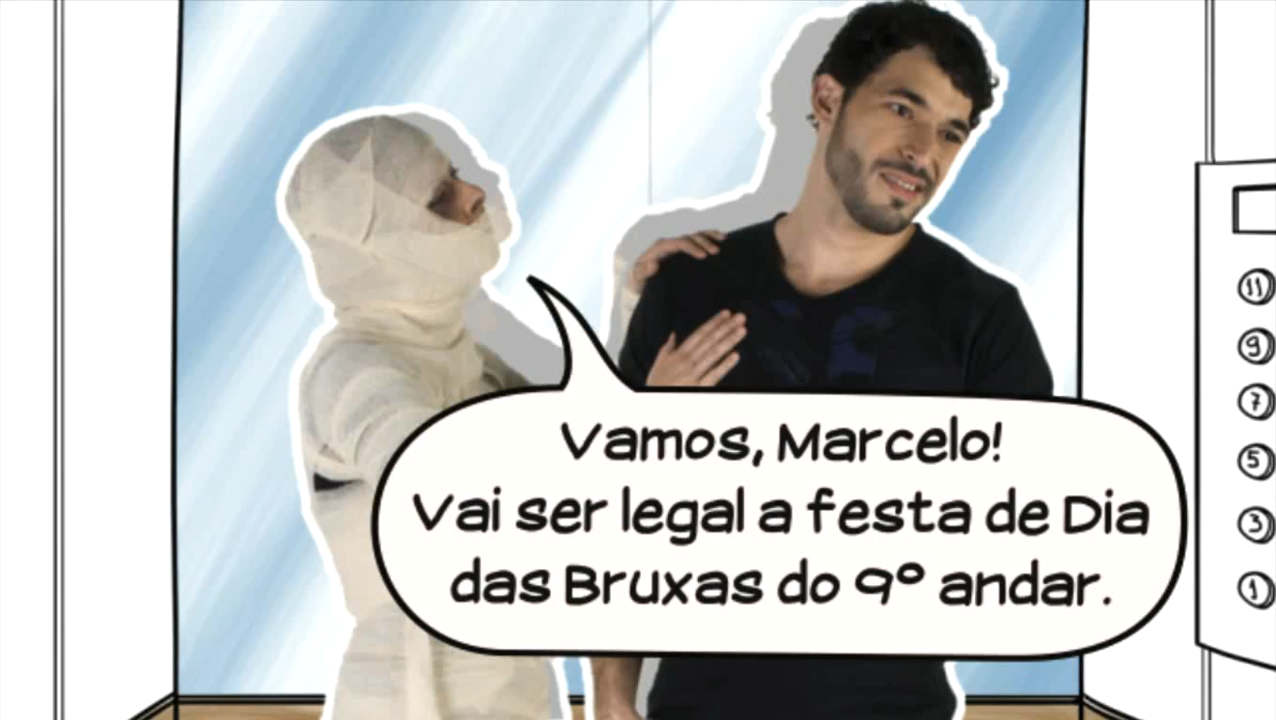 Vamos, Marcelo!
Vai ser legal a festa de Dia
das Bruxas do 9º andar.
11
9
7
5
3
1